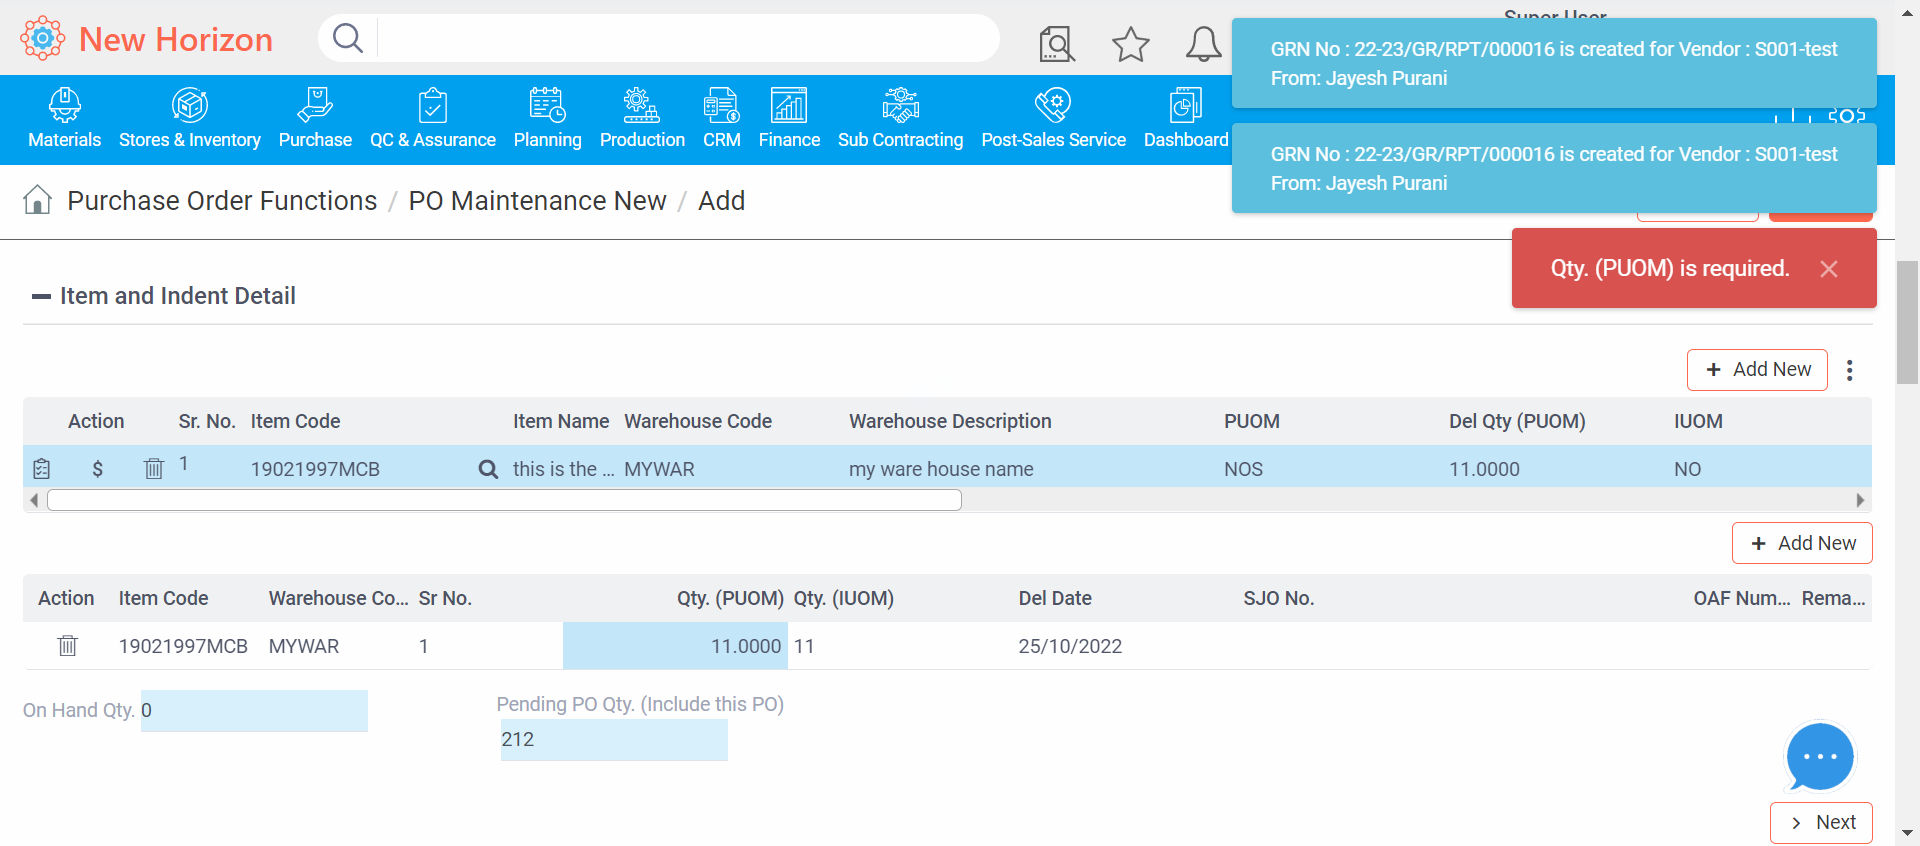 Super User
New Horizon
GRN No : 22-23/GR/RPT/000016 is created for Vendor : S001-test
From: Jayesh Purani
Materials
Stores & Inventory
Purchase
QC & Assurance
Planning
Production
CRM
Finance
Sub Contracting
Post-Sales Service
Dashboard
GRN No : 22-23/GR/RPT/000016 is created for Vendor : S001-test
From: Jayesh Purani
Purchase Order Functions / PO Maintenance New / Add
Qty. (PUOM) is required.
Item and Indent Detail
+ Add New
Action Sr. No. Item Code Item Name Warehouse Code Warehouse Description PUOM Del Qty (PUOM) IUOM
$ 1 19021997MCB this is the ... MYWAR my ware house name NOS 11.0000 NO
+ Add New
Action Item Code Warehouse Co... Sr No. Qty. (PUOM) Qty. (IUOM) Del Date SJO No. OAF Num... Rema...
19021997MCB MYWAR 1 11.0000 11 25/10/2022
On Hand Qty. 0
Pending PO Qty. (Include this PO)
212
> Next